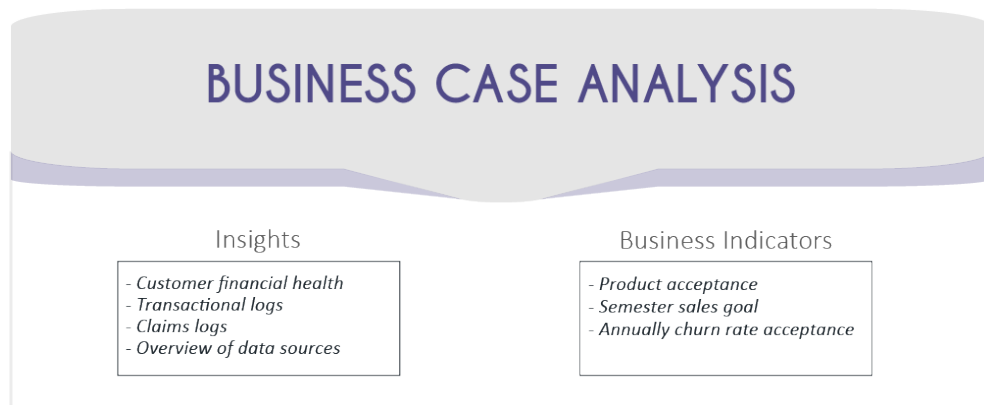 BUSINESS CASE ANALYSIS
Insights
- Customer financial health
- Transactional logs
- Claims logs
- Overview of data sources
Business Indicators
- Product acceptance
- Semester sales goal
- Annually churn rate acceptance